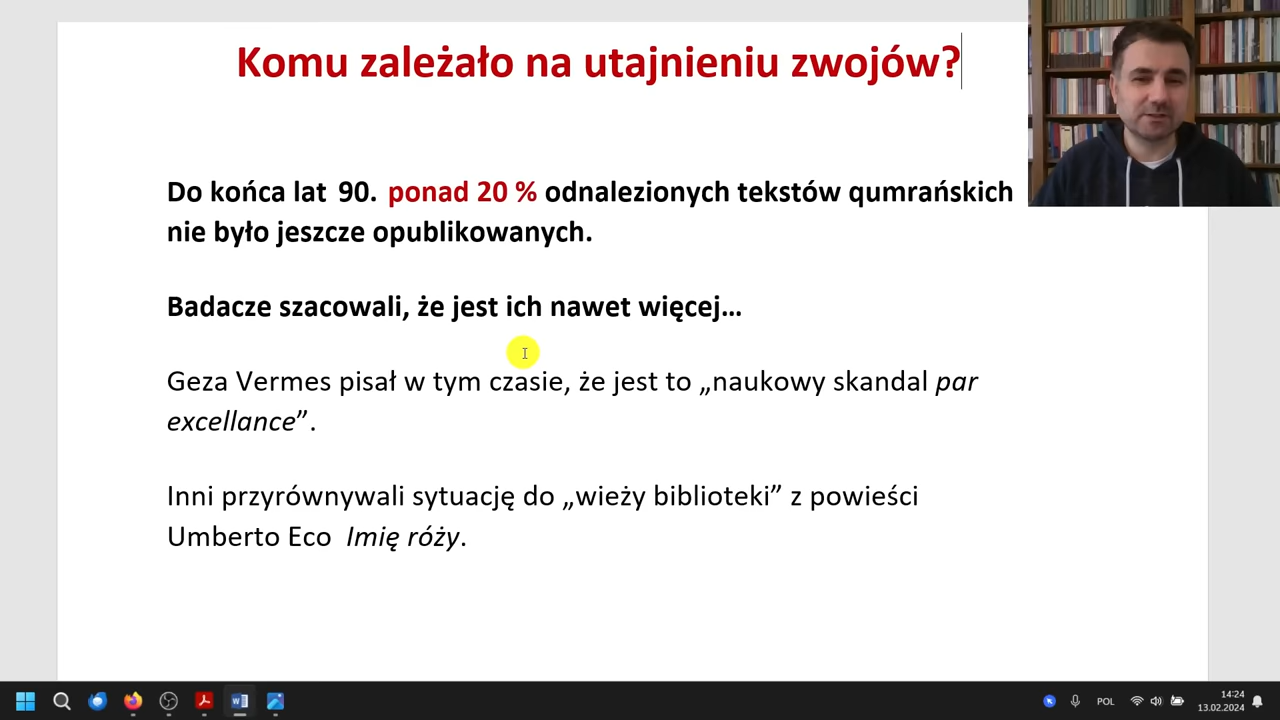 Komu zależało na utajnieniu zwojów?
Do końca lat 90. ponad 20 % odnalezionych tekstów qumrańskich
nie było jeszcze opublikowanych.
Badacze szacowali, że jest ich nawet więcej…
Geza Vermes pisał w tym czasie, że jest to „naukowy skandal par
excellance”.
Inni przyrównywali sytuację do „wieży biblioteki” z powieści
Umberto Eco Imię róży.
POL
14:24
13.02.2024